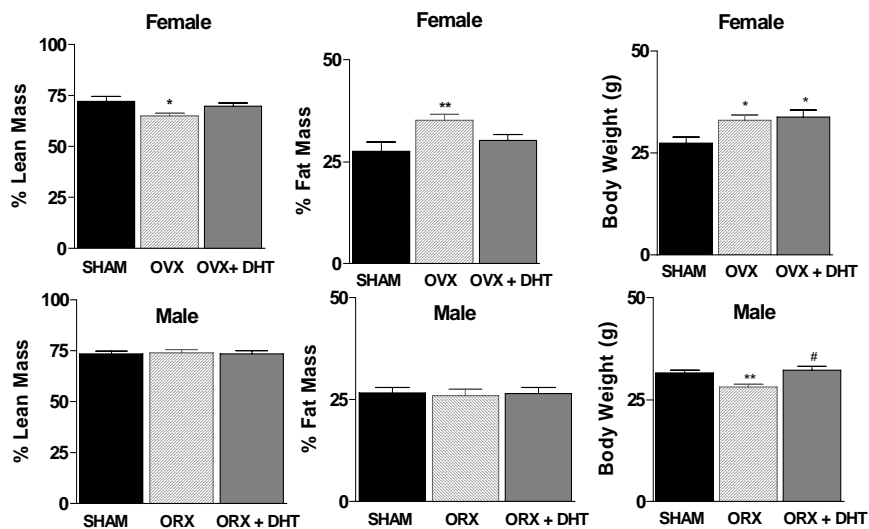 Female
% Lean Mass
100
75
50
75
0
*
SHAM OVX OVX+ DHT
Female
% Fat Mass
50
25
0
**
SHAM OVX OVX + DHT
Female
Body Weight (g)
50
25
0
* *
SHAM OVX OVX + DHT
Male
% Lean Mass
100
75
50
75
0
SHAM ORX ORX + DHT
Male
% Fat Mass
50
25
0
SHAM ORX ORX + DHT
Male
Body Weight (g)
50
25
0
** #
SHAM ORX ORX + DHT